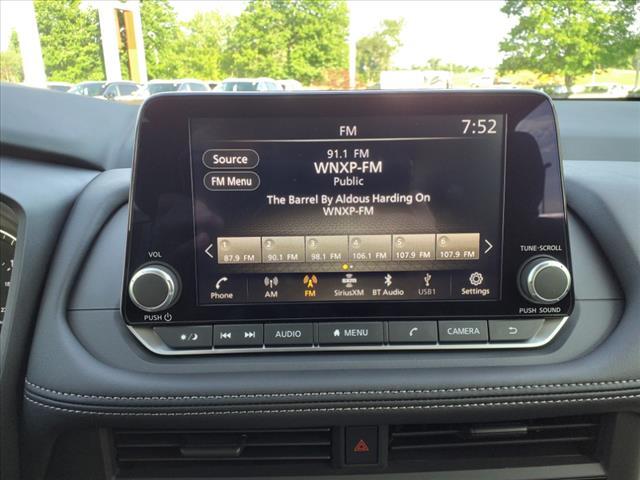 FM
7:52
Source
91.1 FM
WNXP-FM
FM Menu
Public
The Barrel By Aldous Harding On
WNXP-FM
VOL
TUNE·SCROLL
1 2 3 4 5 6
87.9 FM 90.1 FM 98.1 FM 106.1 FM 107.9 FM 107.9 FM
Phone AM FM SiriusXM BT Audio USB1 Settings
PUSH
PUSH SOUND
AUDIO MENU CAMERA